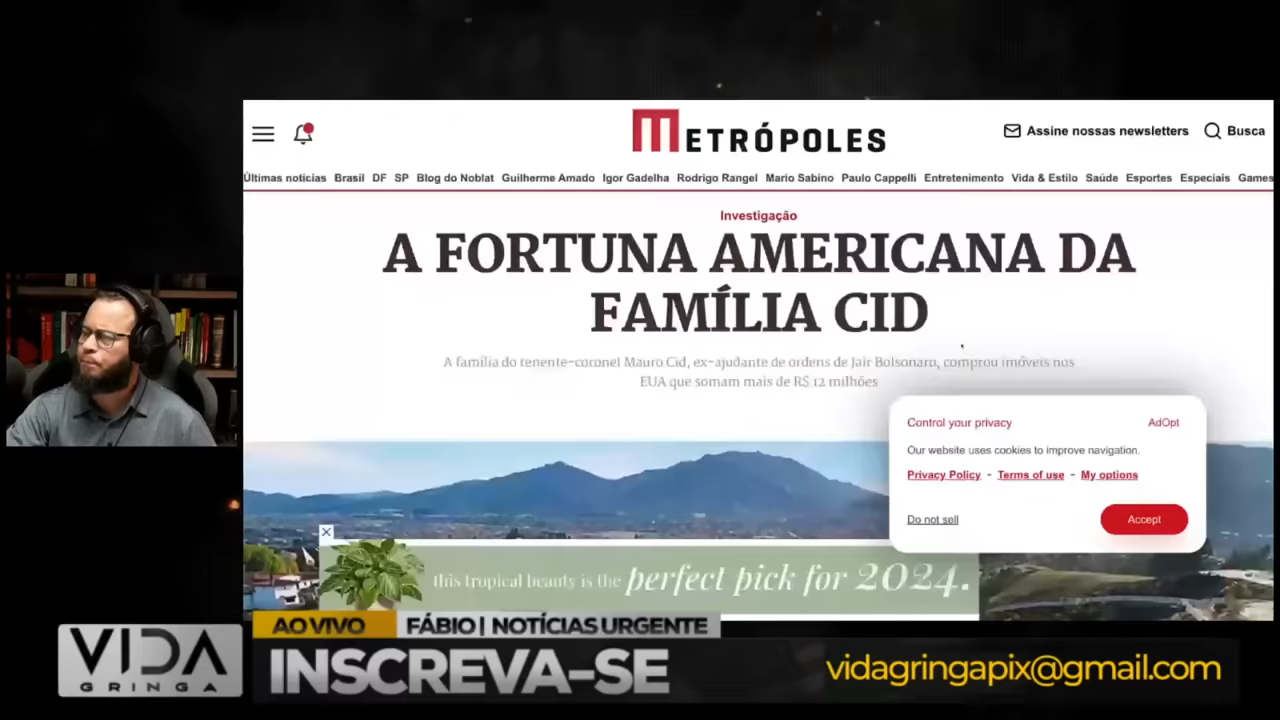 METRÓPOLES
Assine nossas newsletters
Busca
Últimas notícias Brasil DF SP Blog do Noblat Guilherme Amado Igor Gadelha Rodrigo Rangel Mario Sabino Paulo Cappelli Entretenimento Vida & Estilo Saúde Esportes Especiais Games
Investigação
A FORTUNA AMERICANA DA
FAMÍLIA CID
A família do tenente-coronel Mauro Cid, ex-ajudante de ordens de Jair Bolsonaro, comprou imóveis nos
EUA que somam mais de R$ 12 milhões
Control your privacy
AdOpt
Our website uses cookies to improve navigation.
Privacy Policy - Terms of use - My options
Do not sell
Accept
this tropical beauty is the perfect pick for 2024.
AO VIVO
FÁBIO | NOTÍCIAS URGENTE
VIDA
GRINGA
INSCREVA-SE
vidagringapix@gmail.com